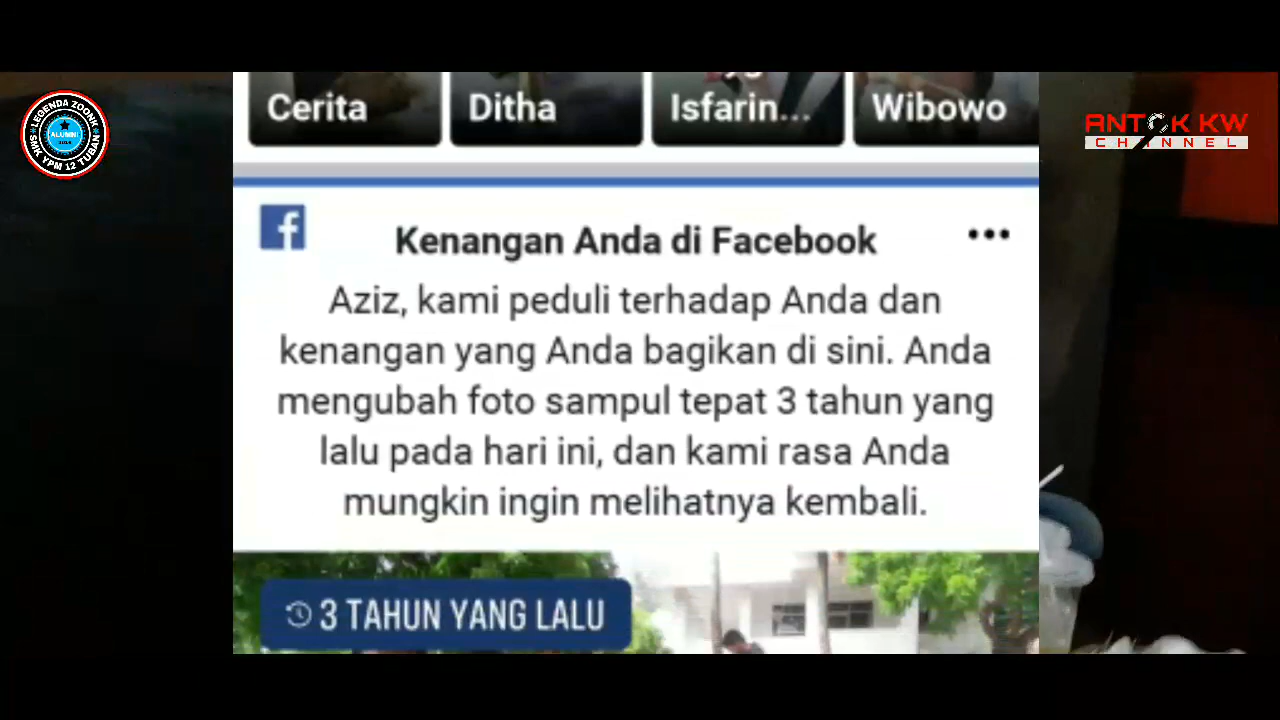 Cerita
Ditha
Isfarin...
Wibowo
LEGENDA ZOONK
ALUMNI
SMK YPM 12 TUBAN
ANTOK KW
CHANNEL
Kenangan Anda di Facebook
Aziz, kami peduli terhadap Anda dan
kenangan yang Anda bagikan di sini. Anda
mengubah foto sampul tepat 3 tahun yang
lalu pada hari ini, dan kami rasa Anda
mungkin ingin melihatnya kembali.
3 TAHUN YANG LALU